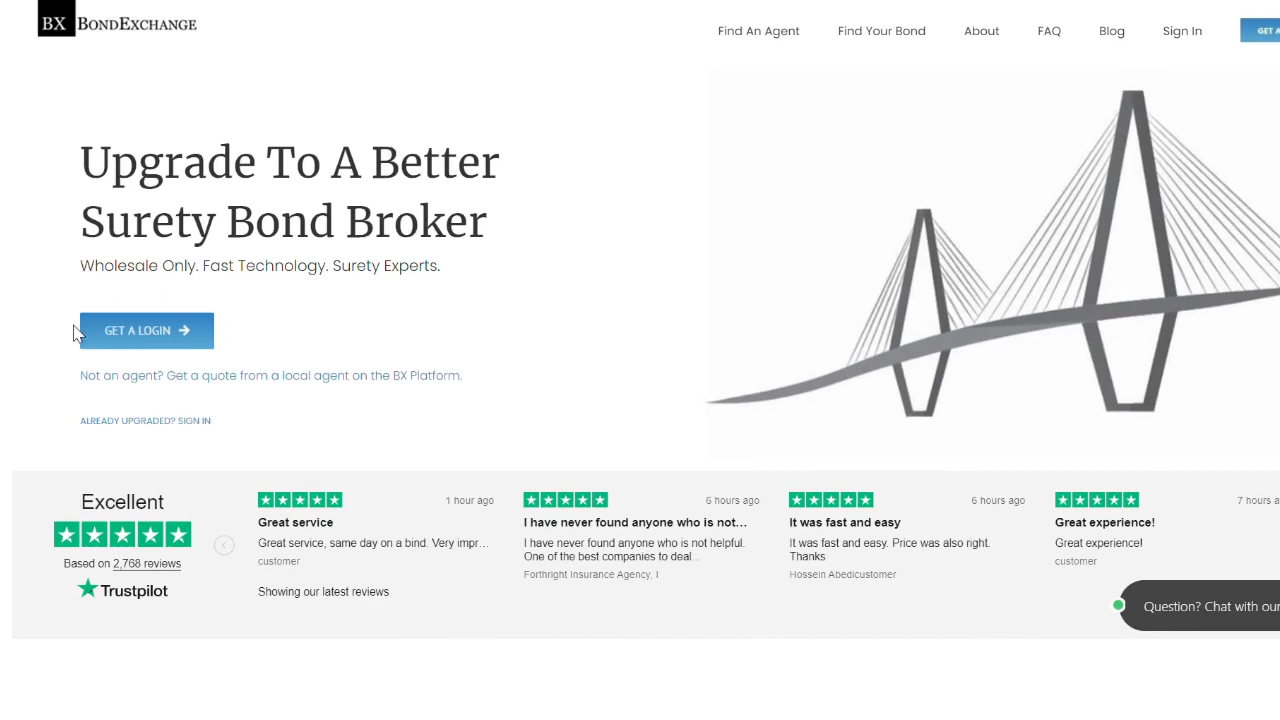 BX BONDEXCHANGE
Find An Agent
Find Your Bond
About
FAQ
Blog
Sign In
GET
Upgrade To A Better
Surety Bond Broker
Wholesale Only. Fast Technology. Surety Experts.
GET A LOGIN
Not an agent? Get a quote from a local agent on the BX Platform.
ALREADY UPGRADED? SIGN IN
Excellent
Based on 2,768 reviews
Trustpilot
1 hour ago
Great service
Great service, same day on a bind. Very impr…
customer
Showing our latest reviews
6 hours ago
I have never found anyone who is not…
I have never found anyone who is not helpful.
One of the best companies to deal…
Forthright Insurance Agency, I
6 hours ago
It was fast and easy
It was fast and easy. Price was also right.
Thanks
Hossein Abedicustomer
7 hours
Great experience!
Great experience!
customer
Question? Chat with our